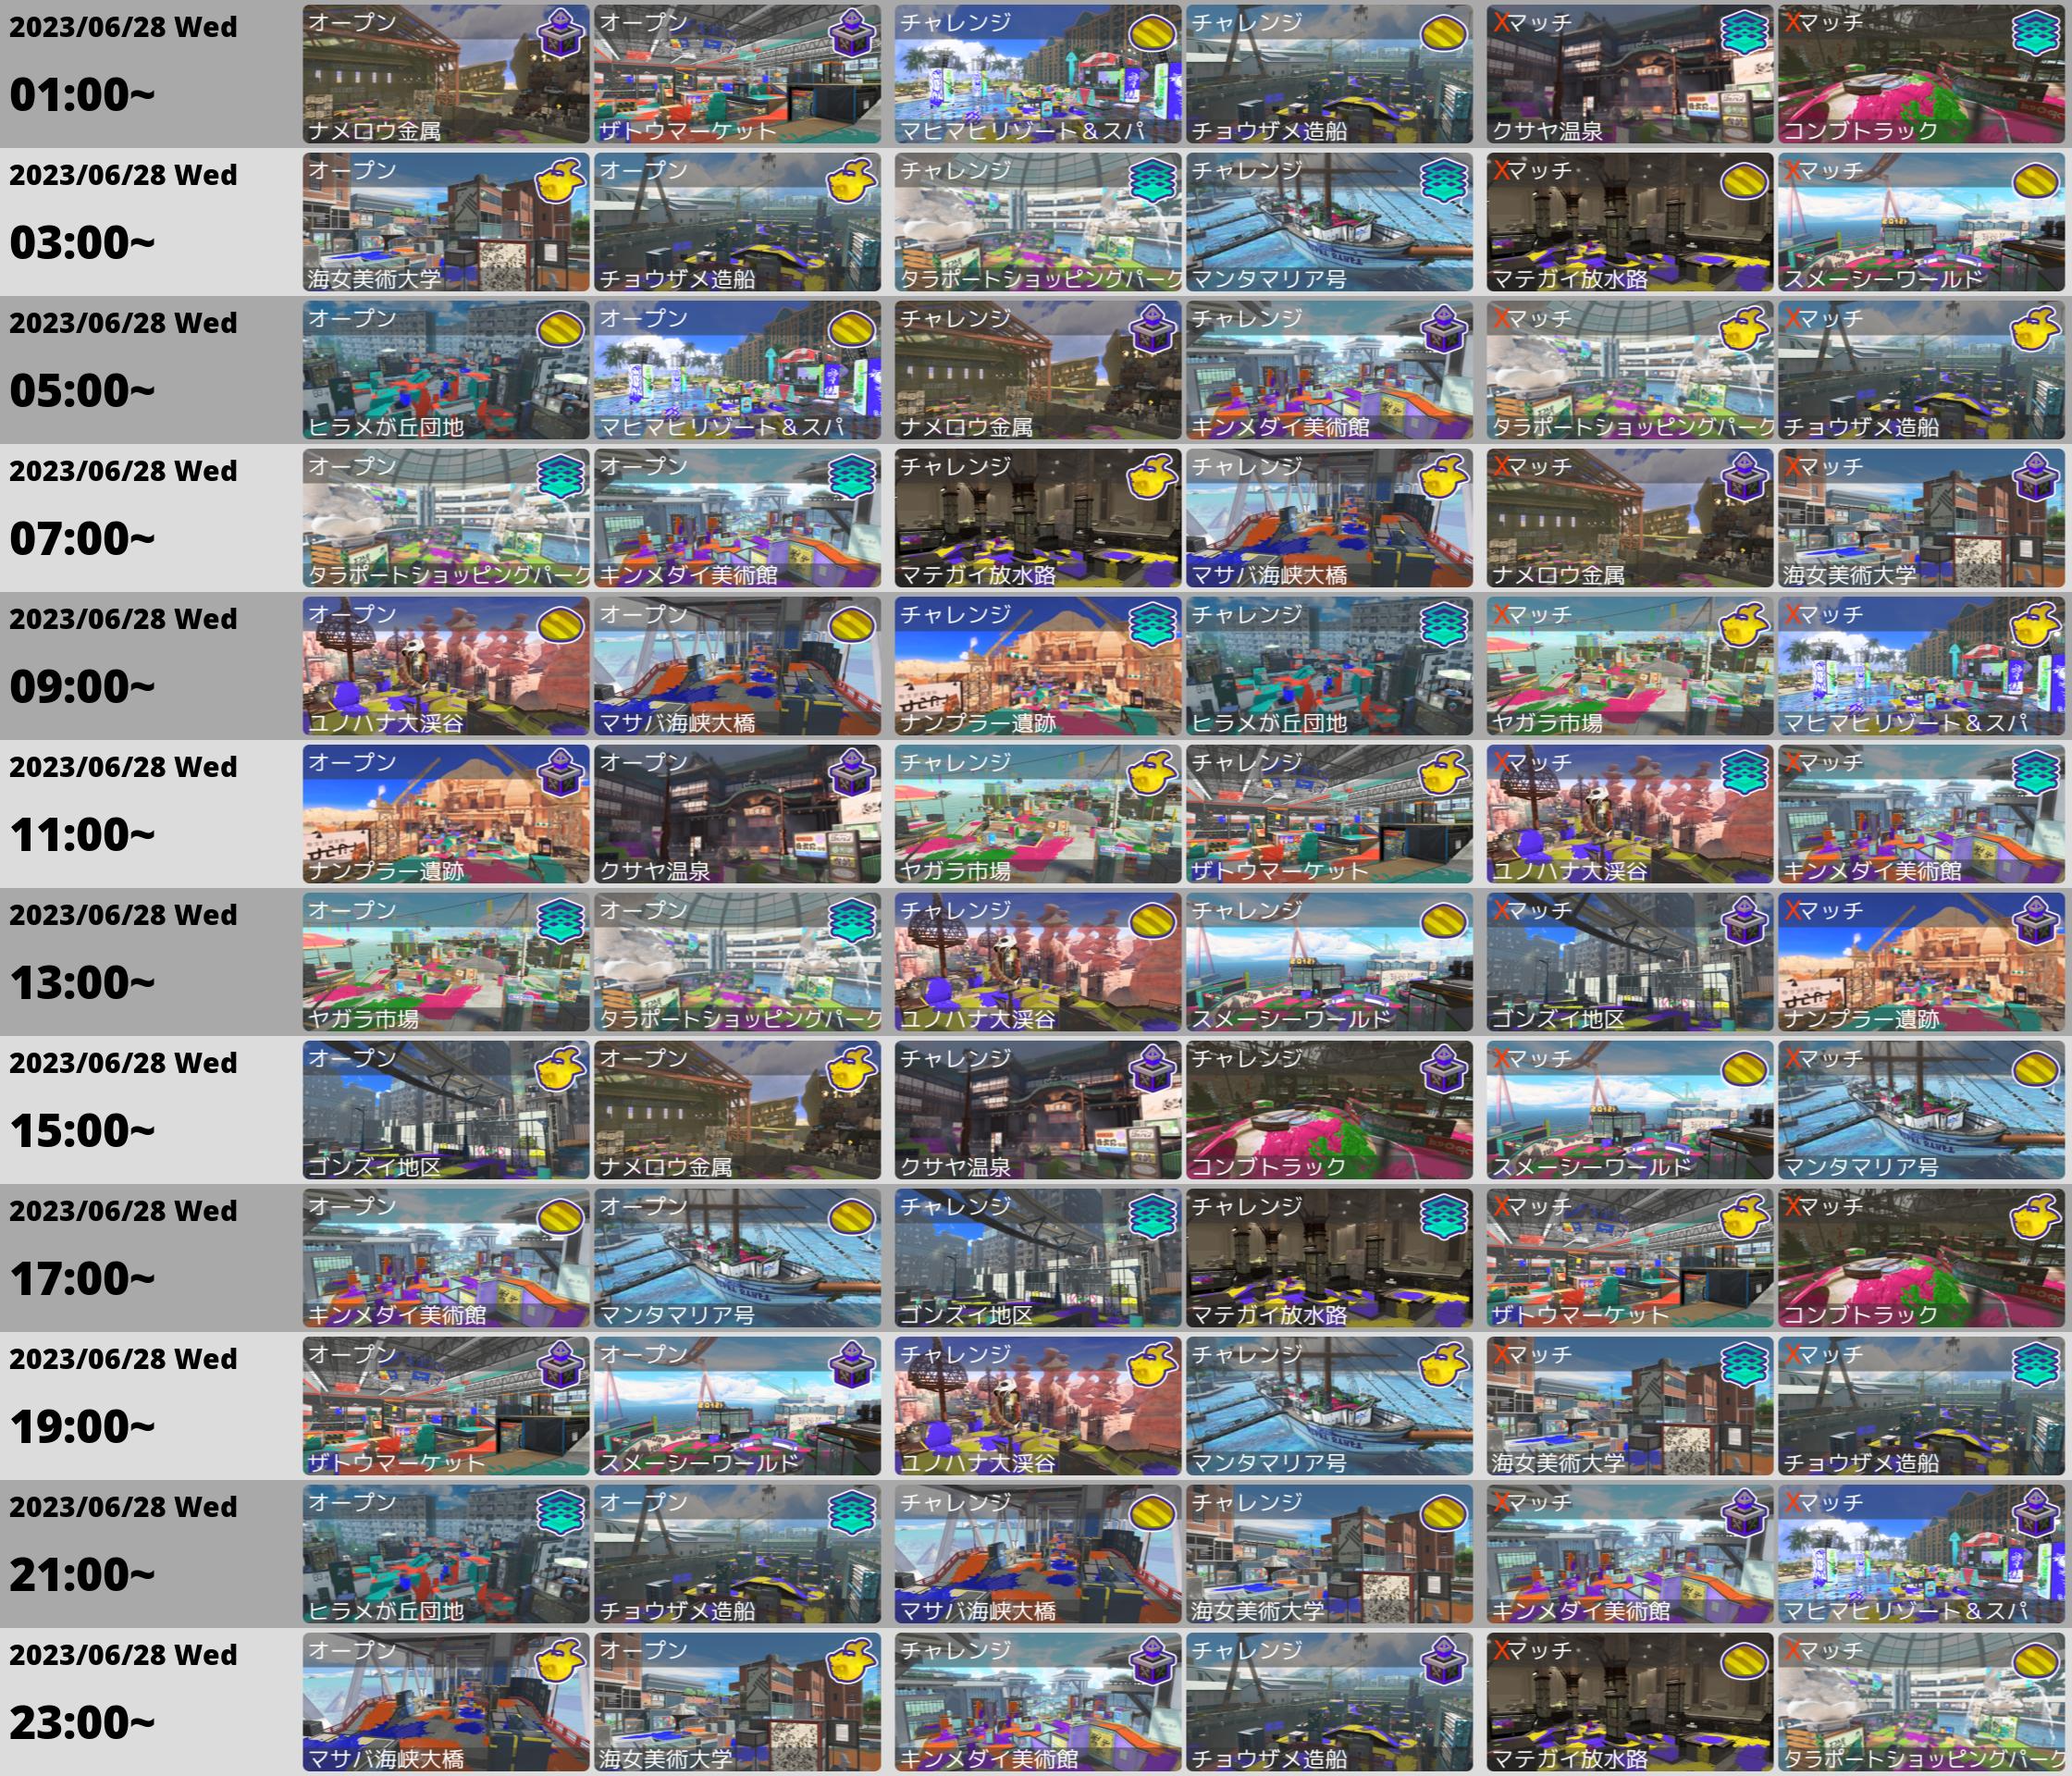 2023/06/28 Wed
01:00~
オープン
ナメロウ金属
オープン
ザトウマーケット
チャレンジ
マヒマヒリゾート＆スパ
チャレンジ
チョウザメ造船
Xマッチ
クサヤ温泉
Xマッチ
コンブトラック
2023/06/28 Wed
03:00~
オープン
海女美術大学
オープン
チョウザメ造船
チャレンジ
タラポートショッピングパーク
チャレンジ
マンタマリア号
Xマッチ
マテガイ放水路
Xマッチ
スメーシーワールド
2023/06/28 Wed
05:00~
オープン
ヒラメが丘団地
オープン
マヒマヒリゾート＆スパ
チャレンジ
ナメロウ金属
チャレンジ
キンメダイ美術館
Xマッチ
タラポートショッピングパーク
Xマッチ
チョウザメ造船
2023/06/28 Wed
07:00~
オープン
タラポートショッピングパーク
オープン
キンメダイ美術館
チャレンジ
マテガイ放水路
チャレンジ
マサバ海峡大橋
Xマッチ
ナメロウ金属
Xマッチ
海女美術大学
2023/06/28 Wed
09:00~
オープン
ユノハナ大渓谷
オープン
マサバ海峡大橋
チャレンジ
ナンプラー遺跡
チャレンジ
ヒラメが丘団地
Xマッチ
ヤガラ市場
Xマッチ
マヒマヒリゾート＆スパ
2023/06/28 Wed
11:00~
オープン
ナンプラー遺跡
オープン
クサヤ温泉
チャレンジ
ヤガラ市場
チャレンジ
ザトウマーケット
Xマッチ
ユノハナ大渓谷
Xマッチ
キンメダイ美術館
2023/06/28 Wed
13:00~
オープン
ヤガラ市場
オープン
タラポートショッピングパーク
チャレンジ
ユノハナ大渓谷
チャレンジ
スメーシーワールド
Xマッチ
ゴンズイ地区
Xマッチ
ナンプラー遺跡
2023/06/28 Wed
15:00~
オープン
ゴンズイ地区
オープン
ナメロウ金属
チャレンジ
クサヤ温泉
チャレンジ
コンブトラック
Xマッチ
スメーシーワールド
Xマッチ
マンタマリア号
2023/06/28 Wed
17:00~
オープン
キンメダイ美術館
オープン
マンタマリア号
チャレンジ
ゴンズイ地区
チャレンジ
マテガイ放水路
Xマッチ
ザトウマーケット
Xマッチ
コンブトラック
2023/06/28 Wed
19:00~
オープン
ザトウマーケット
オープン
スメーシーワールド
チャレンジ
ユノハナ大渓谷
チャレンジ
マンタマリア号
Xマッチ
海女美術大学
Xマッチ
チョウザメ造船
2023/06/28 Wed
21:00~
オープン
ヒラメが丘団地
オープン
チョウザメ造船
チャレンジ
マサバ海峡大橋
チャレンジ
海女美術大学
Xマッチ
キンメダイ美術館
Xマッチ
マヒマヒリゾート＆スパ
2023/06/28 Wed
23:00~
オープン
マサバ海峡大橋
オープン
海女美術大学
チャレンジ
キンメダイ美術館
チャレンジ
チョウザメ造船
Xマッチ
マテガイ放水路
Xマッチ
タラポートショッピングパーク